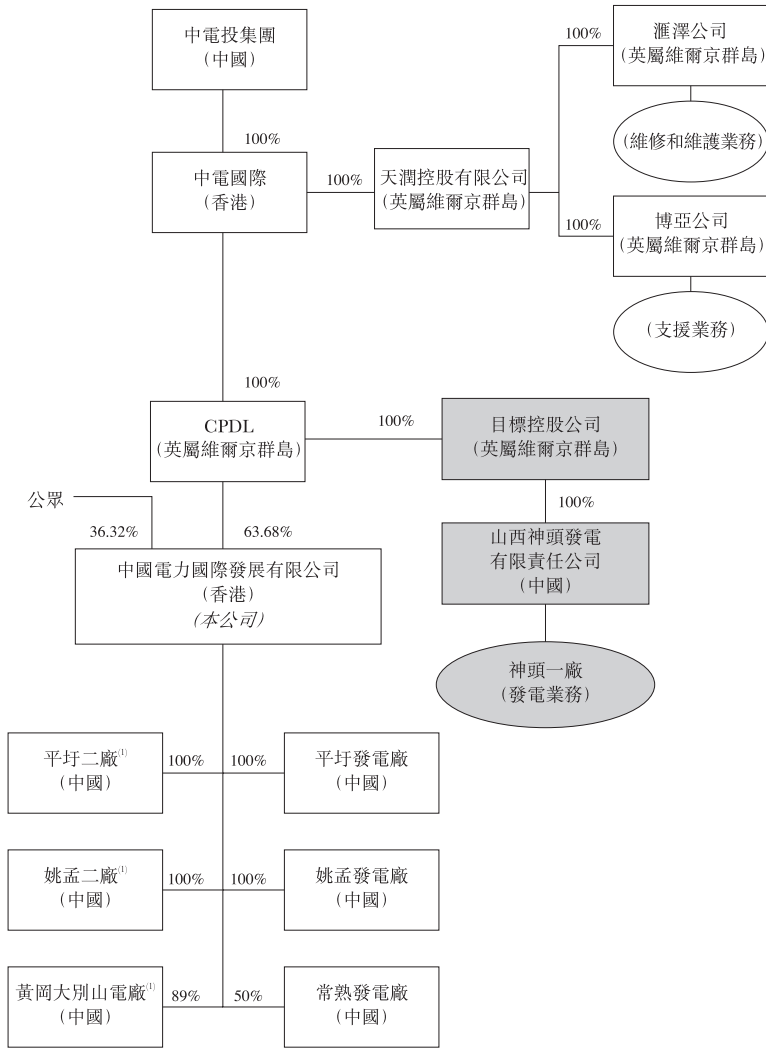 中電投集團
(中國)
100%
滙澤公司
(英屬維爾京群島)
100%
(維修和維護業務)
中電國際
(香港)
100%
天潤控股有限公司
(英屬維爾京群島)
100%
博亞公司
(英屬維爾京群島)
(支援業務)
100%
CPDL
(英屬維爾京群島)
100%
目標控股公司
(英屬維爾京群島)
100%
公眾
36.32%
63.68%
山西神頭發電
有限責任公司
(中國)
中國電力國際發展有限公司
(香港)
(本公司)
神頭一廠
(發電業務)
平圩二廠(1)
(中國)
100%
100%
平圩發電廠
(中國)
姚孟二廠(1)
(中國)
100%
100%
姚孟發電廠
(中國)
黃岡大別山電廠(1)
(中國)
89%
50%
常熟發電廠
(中國)